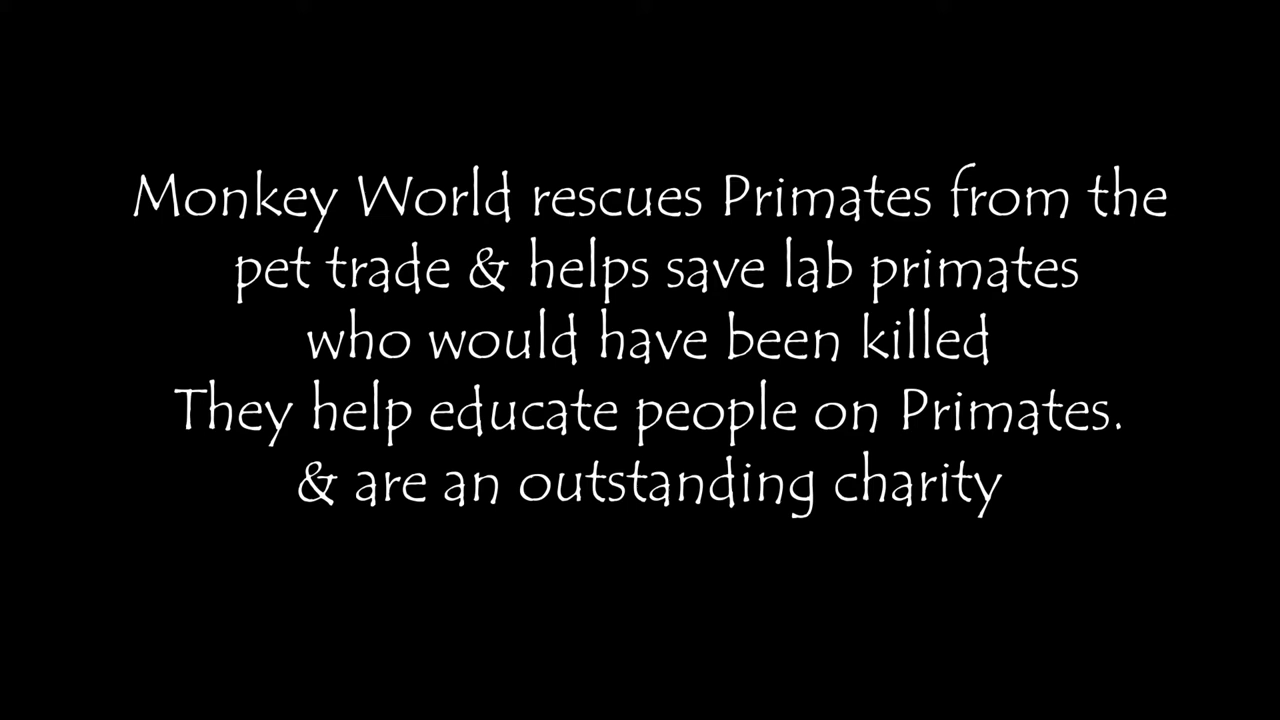 Monkey World rescues Primates from the
pet trade & helps save lab primates
who would have been killed
They help educate people on Primates.
& are an outstanding charity